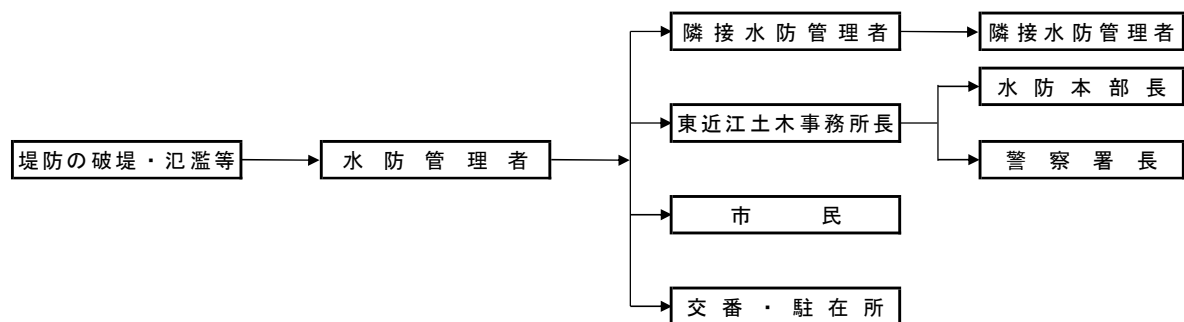 堤防の破堤・氾濫等
水防管理者
隣接水防管理者
隣接水防管理者
東近江土木事務所長
水防本部長
警察署長
市民
交番・駐在所